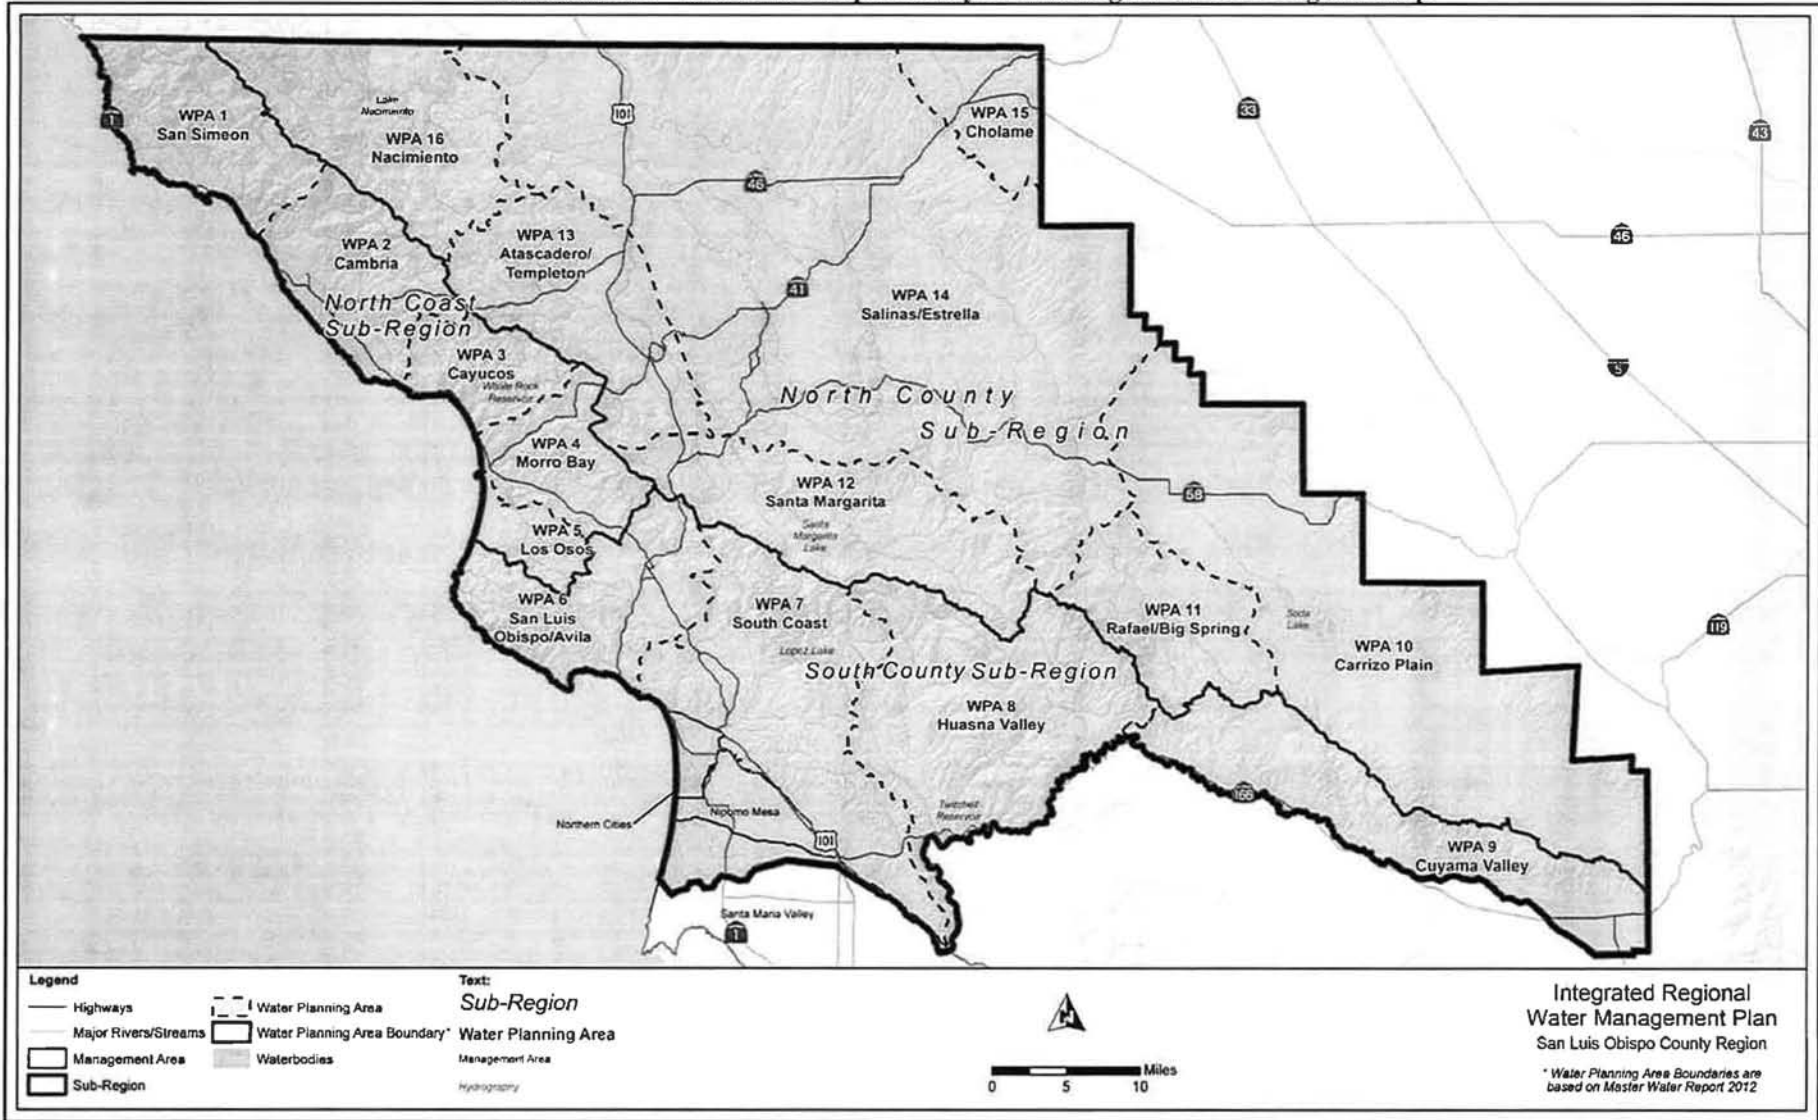 WPA 1
San Simeon
Lake
Nacimiento
WPA 16
Nacimiento
101
WPA 15
Cholame
33
43
1
46
46
WPA 2
Cambria
WPA 13
Atascadero/
Templeton
41
WPA 14
Salinas/Estrella
North Coast
Sub-Region
WPA 3
Cayucos
Whale Rock
Reservoir
5
North County
Sub-Region
WPA 4
Morro Bay
WPA 12
Santa Margarita
58
Santa
Margarita
Lake
WPA 5
Los Osos
WPA 6
San Luis
Obispo/Avila
WPA 7
South Coast
Lopez Lake
WPA 11
Rafael/Big Spring
Soda
Lake
119
WPA 10
Carrizo Plain
South County Sub-Region
WPA 8
Huasna Valley
166
Northern Cities
Nipomo Mesa
Twitchell
Reservoir
101
WPA 9
Cuyama Valley
Santa Maria Valley
1
Legend
Highways
Major Rivers/Streams
Management Area
Sub-Region
Water Planning Area
Water Planning Area Boundary*
Waterbodies
Text:
Sub-Region
Water Planning Area
Management Area
Hydrography
N
Miles
0 5 10
Integrated Regional
Water Management Plan
San Luis Obispo County Region
* Water Planning Area Boundaries are
based on Master Water Report 2012